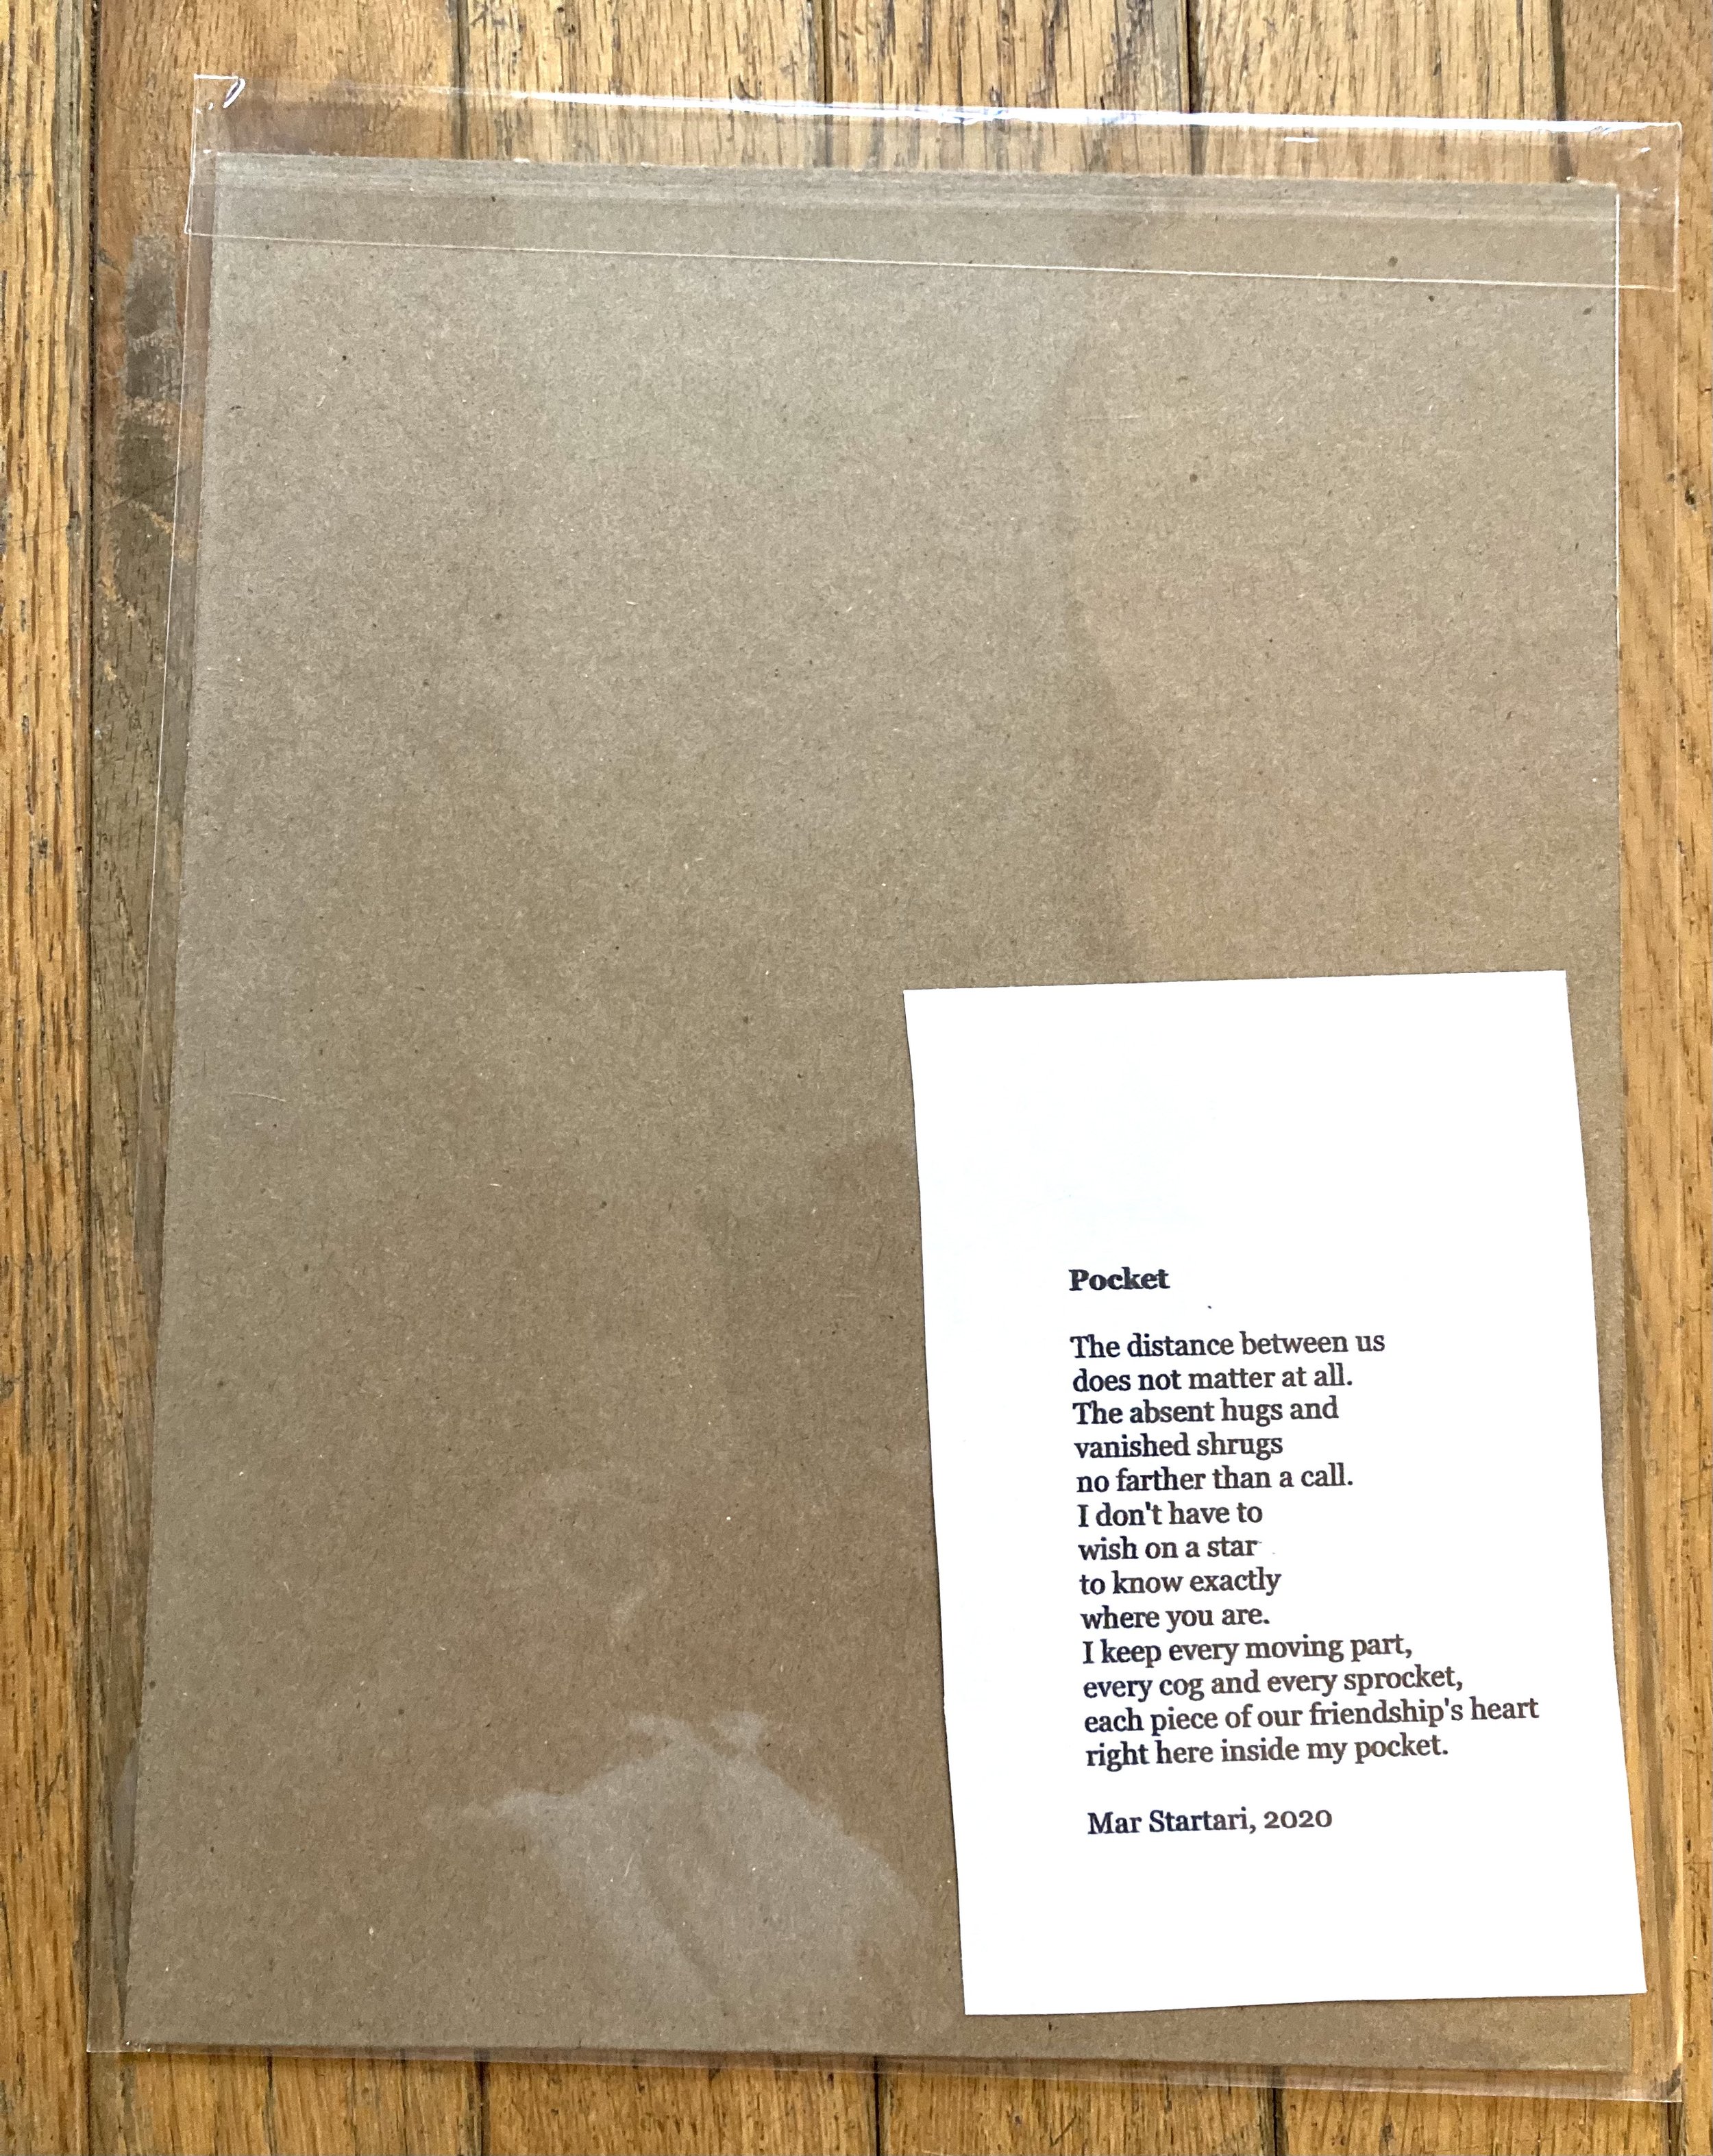 Pocket
The distance between us
does not matter at all.
The absent hugs and
vanished shrugs
no farther than a call.
I don't have to
wish on a star
to know exactly
where you are.
I keep every moving part,
every cog and every sprocket,
each piece of our friendship's heart
right here inside my pocket.
Mar Startari, 2020